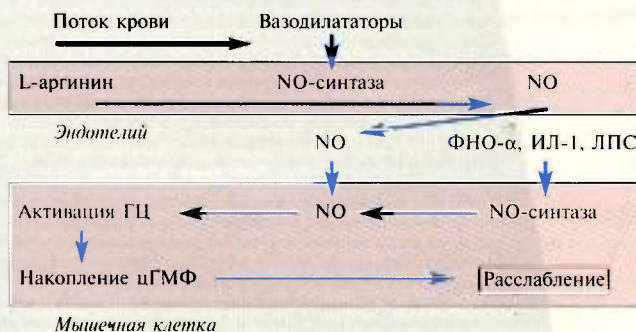 Поток крови Вазодилататоры
L-аргинин NO-синтаза NO
Эндотелий
NO ФНО-α, ИЛ-1, ЛПС
Активация ГЦ NO NO-синтаза
Накопление цГМФ Расслабление
Мышечная клетка